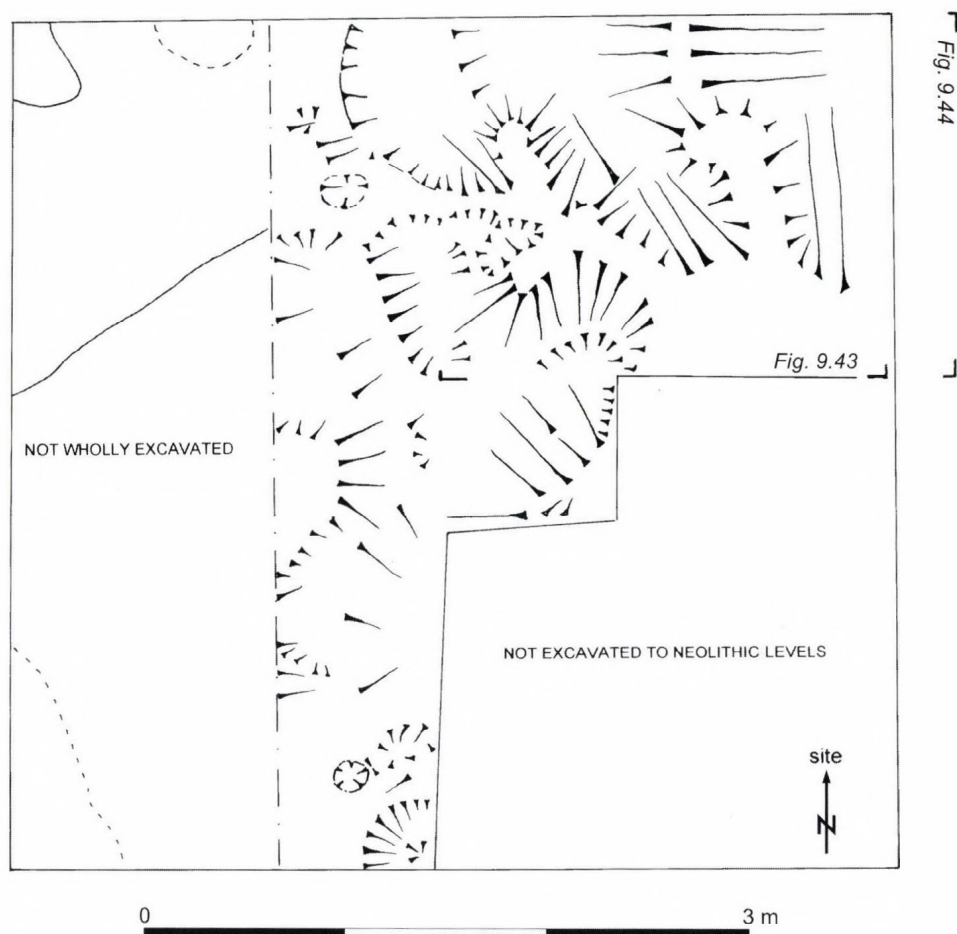 Fig. 9.44
Fig. 9.43
NOT WHOLLY EXCAVATED
NOT EXCAVATED TO NEOLITHIC LEVELS
site
N
0 3 m